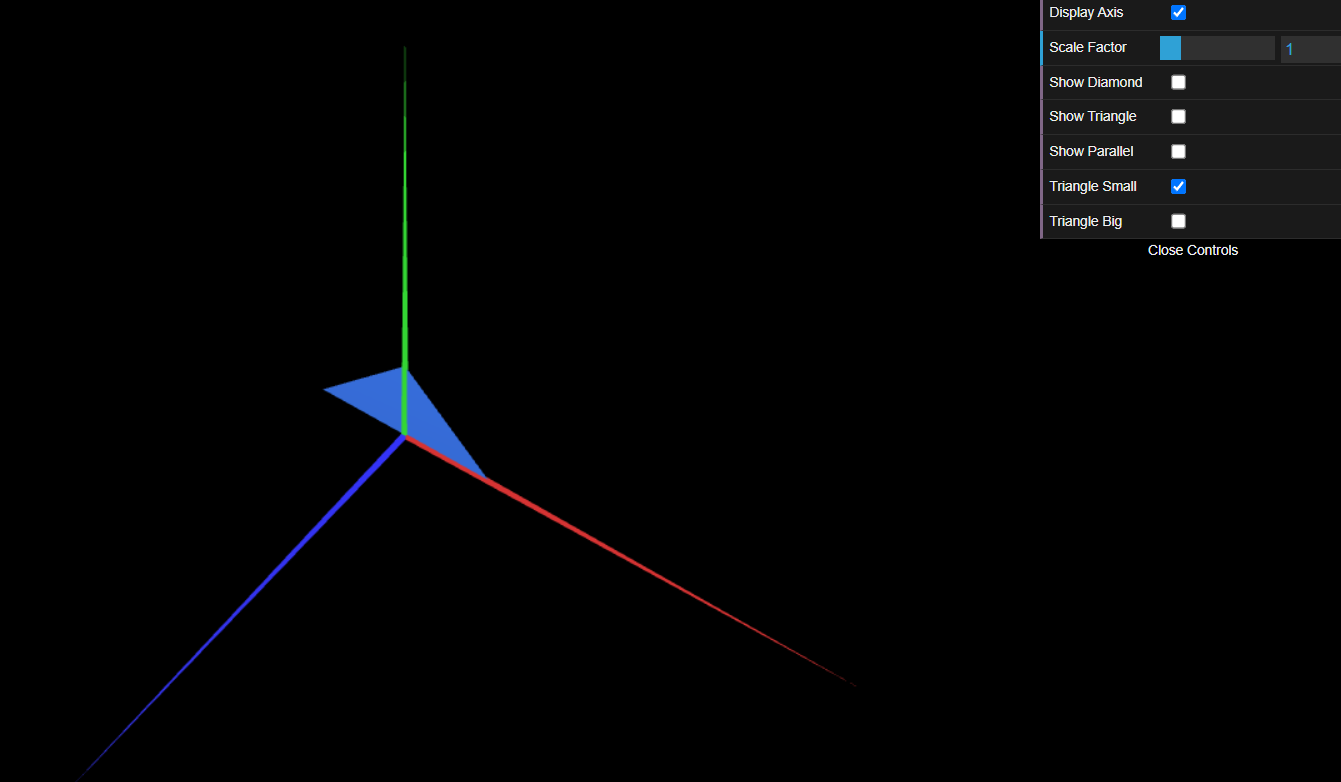 Display Axis
Scale Factor 1
Show Diamond
Show Triangle
Show Parallel
Triangle Small
Triangle Big
Close Controls